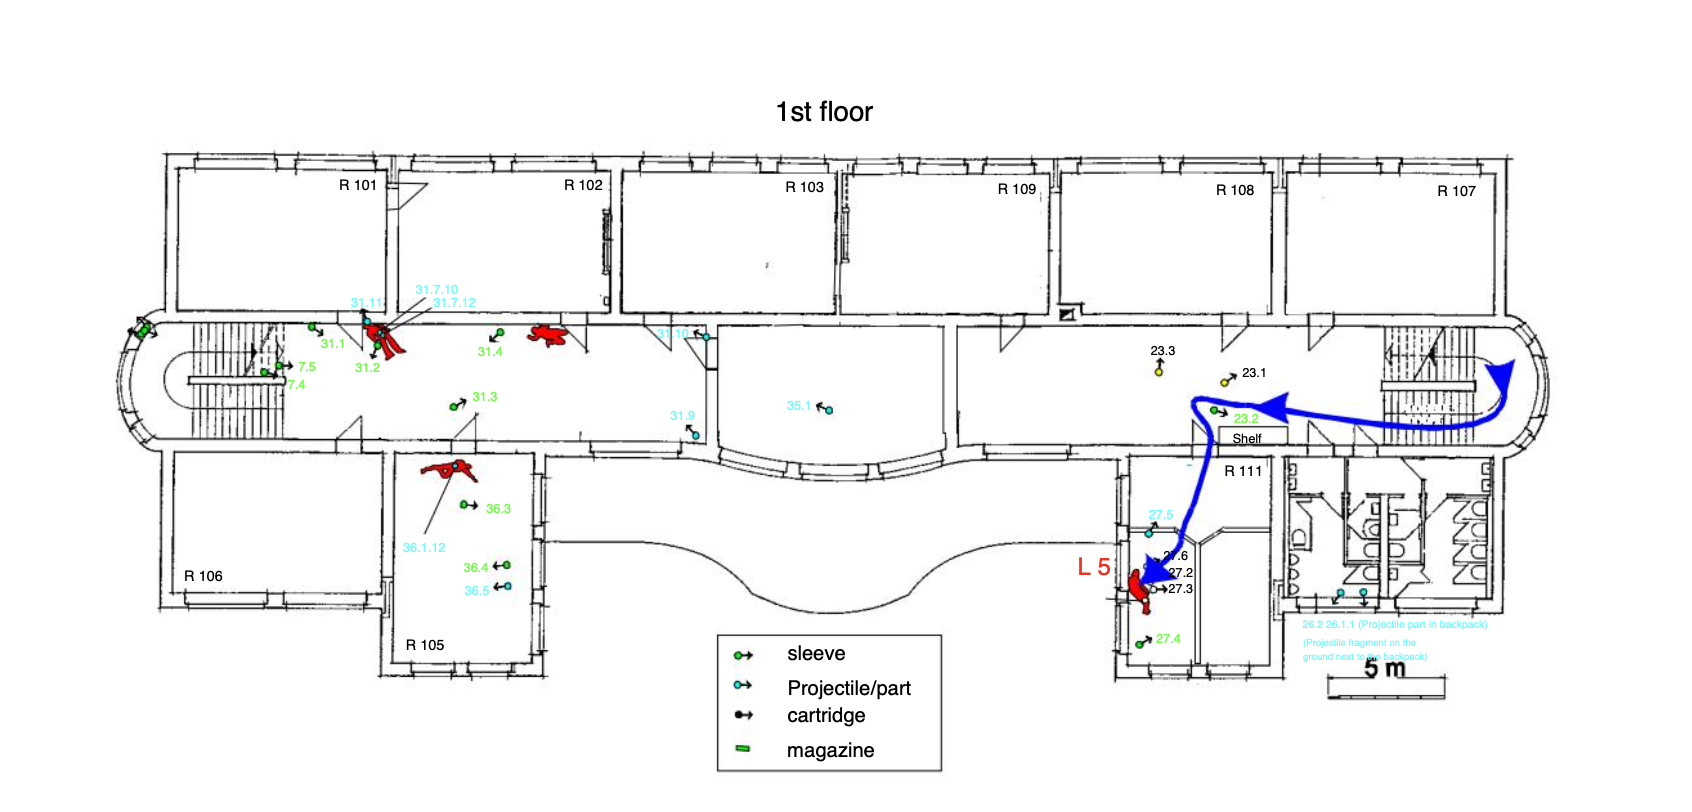 1st floor
R 101
R 102
R 103
R 109
R 108
R 107
31.7.10
31.11
31.7.12
31.1
31.2
31.4
31.10
7.5
7.4
31.3
31.9
35.1
23.3
23.1
23.2
Shelf
R 111
36.3
36.1.12
36.4
36.5
R 106
R 105
27.5
L 5
27.6
27.2
27.3
27.4
26.2 26.1.1 (Projectile part in backpack)
(Projectile fragment on the
ground next to the backpack)
5 m
sleeve
Projectile/part
cartridge
magazine